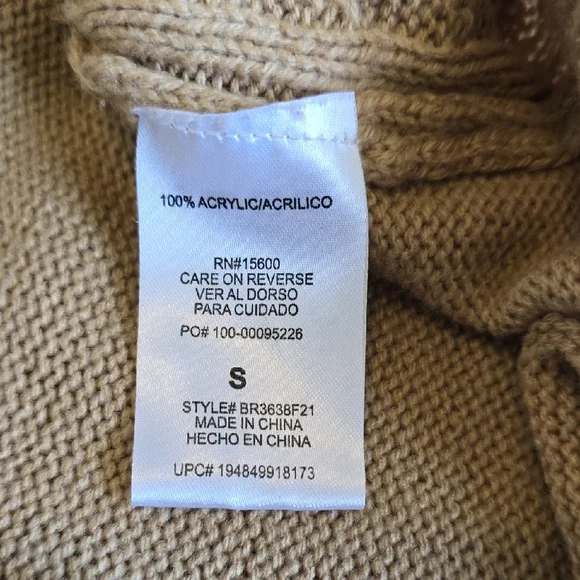 100% ACRYLIC/ACRILICO
RN#15600
CARE ON REVERSE
VER AL DORSO
PARA CUIDADO
PO# 100-00095226
S
STYLE# BR3638F21
MADE IN CHINA
HECHO EN CHINA
UPC# 194849918173